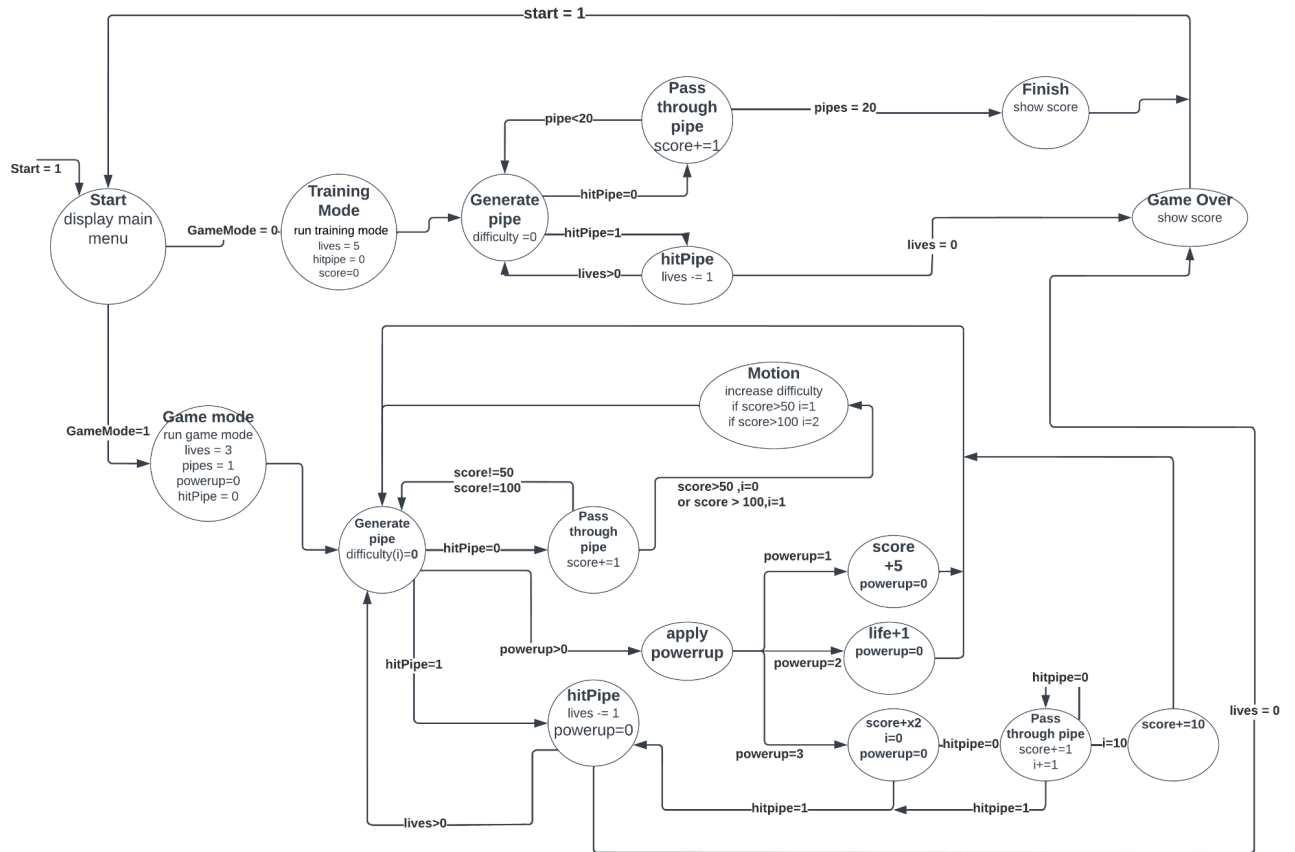 start = 1
Start = 1
Start
display main
menu
GameMode = 0
Training
Mode
run training mode
lives = 5
hitpipe = 0
score=0
Generate
pipe
difficulty =0
pipe<20
hitPipe=0
hitPipe=1
lives>0
Pass
through
pipe
score+=1
hitPipe
lives -= 1
pipes = 20
Finish
show score
lives = 0
Game Over
show score
GameMode=1
Game mode
run game mode
lives = 3
pipes = 1
powerup=0
hitPipe = 0
Motion
increase difficulty
if score>50 i=1
if score>100 i=2
score!=50
score!=100
score>50 ,i=0
or score > 100,i=1
Generate
pipe
difficulty(i)=0
hitPipe=0
Pass
through
pipe
score+=1
powerup>0
apply
powerrup
powerup=1
score
+5
powerup=0
powerup=2
life+1
powerup=0
powerup=3
score+x2
i=0
powerup=0
hitpipe=0
hitpipe=0
Pass
through pipe
score+=1
i+=1
i=10
score+=10
hitPipe=1
hitPipe
lives -= 1
powerup=0
hitpipe=1
hitpipe=1
lives>0
lives = 0